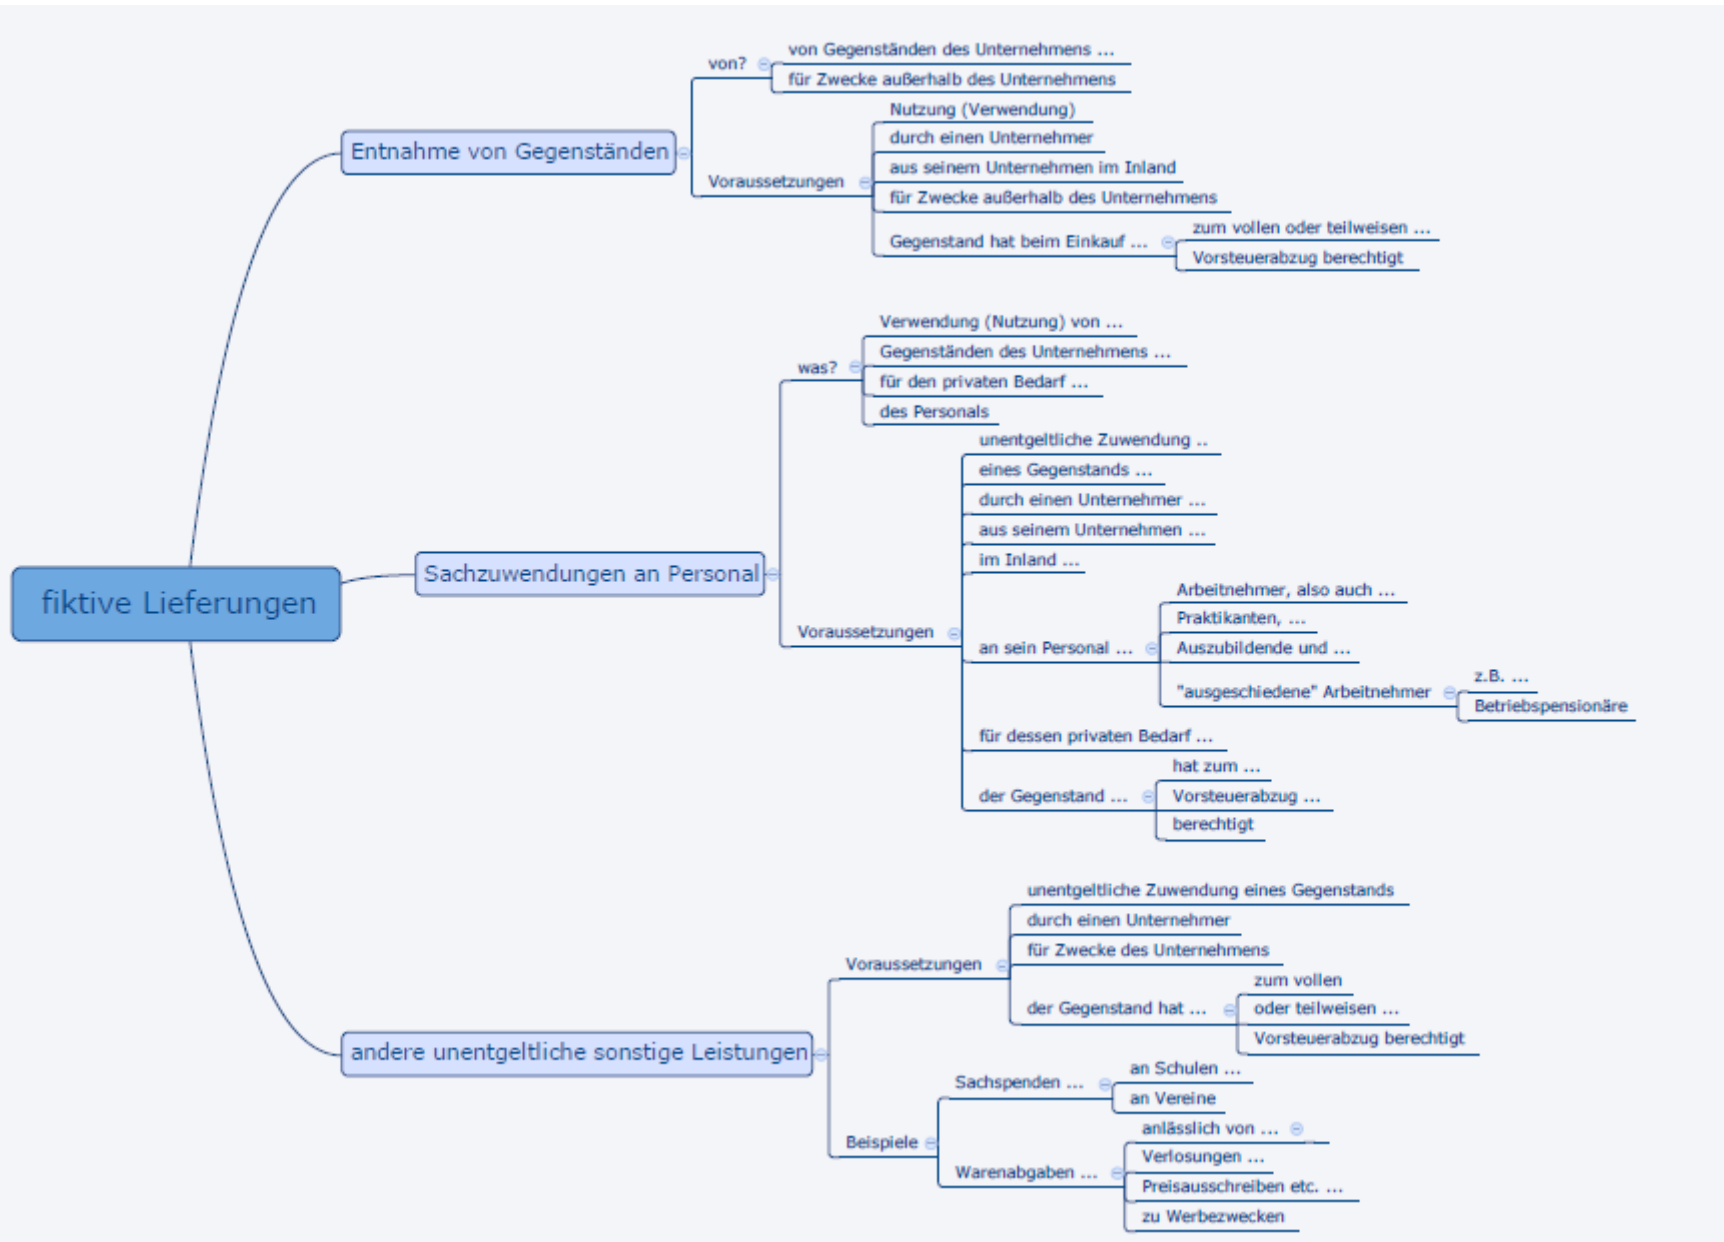 fiktive Lieferungen
Entnahme von Gegenständen
von?
von Gegenständen des Unternehmens ...
für Zwecke außerhalb des Unternehmens
Voraussetzungen
Nutzung (Verwendung)
durch einen Unternehmer
aus seinem Unternehmen im Inland
für Zwecke außerhalb des Unternehmens
Gegenstand hat beim Einkauf ...
zum vollen oder teilweisen ...
Vorsteuerabzug berechtigt
Sachzuwendungen an Personal
was?
Verwendung (Nutzung) von ...
Gegenständen des Unternehmens ...
für den privaten Bedarf ...
des Personals
Voraussetzungen
unentgeltliche Zuwendung ..
eines Gegenstands ...
durch einen Unternehmer ...
aus seinem Unternehmen ...
im Inland ...
an sein Personal ...
Arbeitnehmer, also auch ...
Praktikanten, ...
Auszubildende und ...
"ausgeschiedene" Arbeitnehmer
z.B. ...
Betriebspensionäre
für dessen privaten Bedarf ...
der Gegenstand ...
hat zum ...
Vorsteuerabzug ...
berechtigt
andere unentgeltliche sonstige Leistungen
Voraussetzungen
unentgeltliche Zuwendung eines Gegenstands
durch einen Unternehmer
für Zwecke des Unternehmens
der Gegenstand hat ...
zum vollen
oder teilweisen ...
Vorsteuerabzug berechtigt
Beispiele
Sachspenden ...
an Schulen ...
an Vereine
Warenabgaben ...
anlässlich von ...
Verlosungen ...
Preisausschreiben etc. ...
zu Werbezwecken